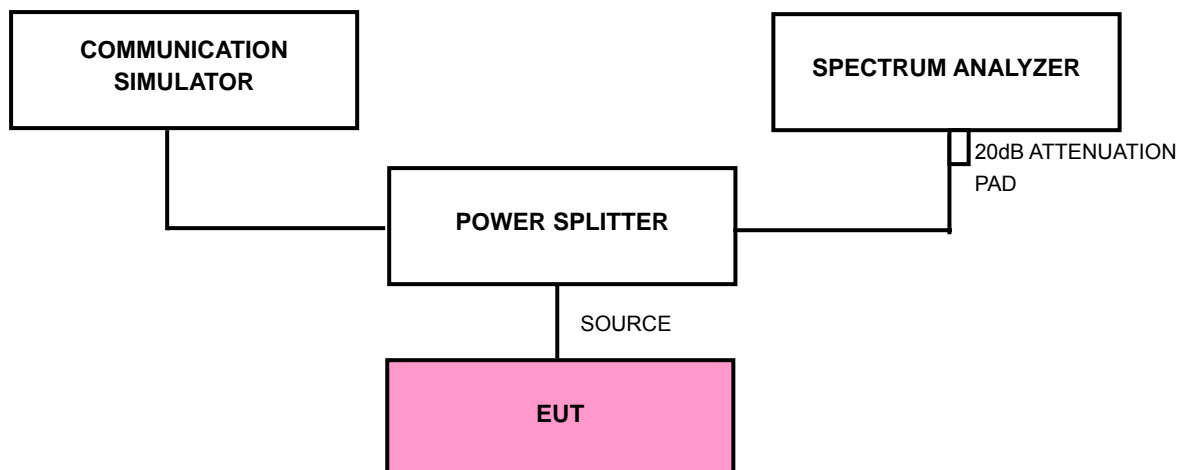 COMMUNICATION
SIMULATOR
SPECTRUM ANALYZER
20dB ATTENUATION
PAD
POWER SPLITTER
SOURCE
EUT